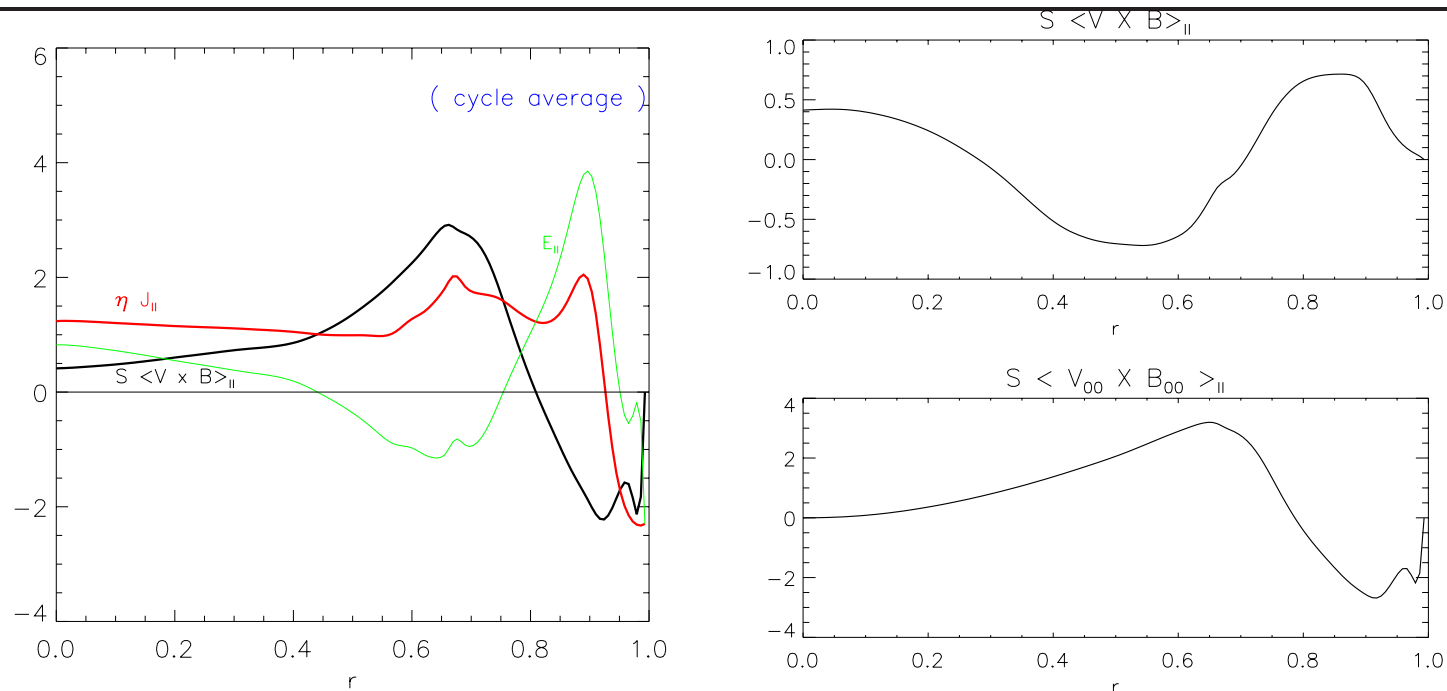 6
4
2
0
−2
−4
( cycle average )
E||
η J||
S <V x B>||
0.0 0.2 0.4 0.6 0.8 1.0
r
S <V X B>||
1.0
0.5
0.0
−0.5
−1.0
0.0 0.2 0.4 0.6 0.8 1.0
r
S < V00 X B00 >||
4
2
0
−2
−4
0.0 0.2 0.4 0.6 0.8 1.0
r